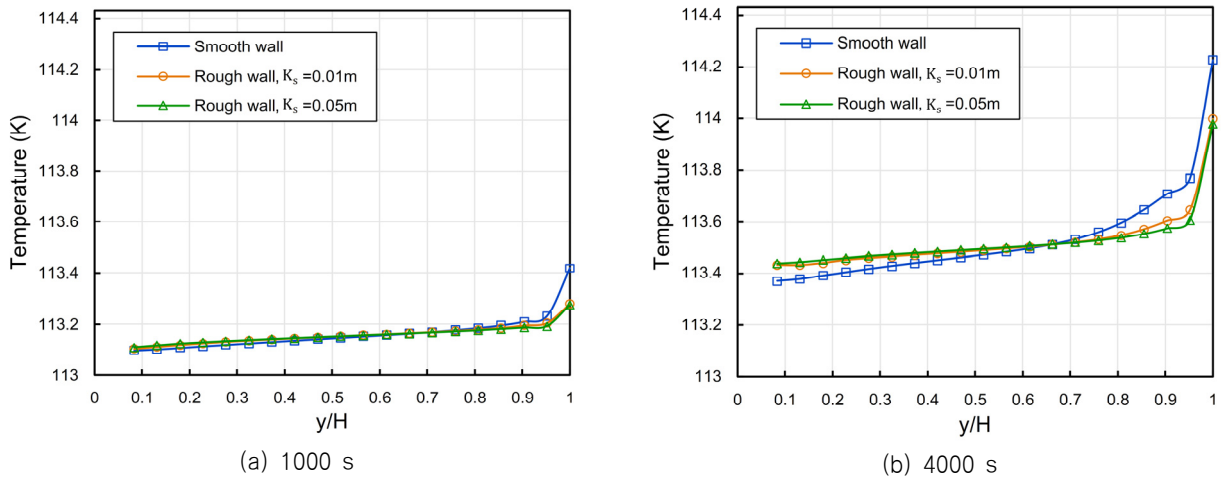 114.4
114.2
114
113.8
113.6
113.4
113.2
113
Temperature (K)
Smooth wall
Rough wall, Kₛ =0.01m
Rough wall, Kₛ =0.05m
0 0.1 0.2 0.3 0.4 0.5 0.6 0.7 0.8 0.9 1
y/H
(a) 1000 s
114.4
114.2
114
113.8
113.6
113.4
113.2
113
Temperature (K)
Smooth wall
Rough wall, Kₛ =0.01m
Rough wall, Kₛ =0.05m
0 0.1 0.2 0.3 0.4 0.5 0.6 0.7 0.8 0.9 1
y/H
(b) 4000 s